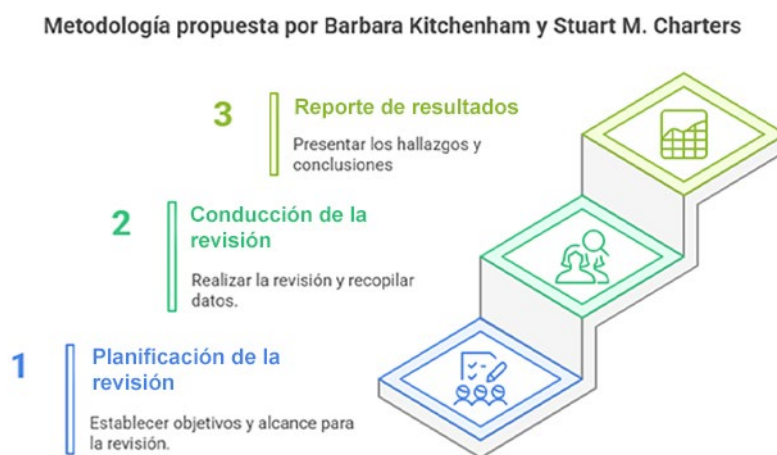 Metodología propuesta por Barbara Kitchenham y Stuart M. Charters
3
Reporte de resultados
Presentar los hallazgos y
conclusiones
2
Conducción de la
revisión
Realizar la revisión y recopilar
datos.
1
Planificación de la
revisión
Establecer objetivos y alcance para
la revisión.